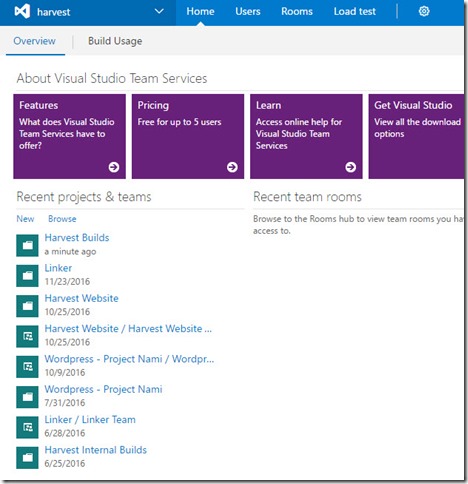 harvest
Home Users Rooms Load test
Overview Build Usage
About Visual Studio Team Services
Features
What does Visual Studio
Team Services have to
offer?
Pricing
Free for up to 5 users
Learn
Access online help for
Visual Studio Team
Services
Get Visual Studio
View all the download
options
Recent projects & teams
New Browse
Harvest Builds
a minute ago
Linker
11/23/2016
Harvest Website
10/25/2016
Harvest Website / Harvest Website ...
10/25/2016
Wordpress - Project Nami / Wordpr...
10/9/2016
Wordpress - Project Nami
7/31/2016
Linker / Linker Team
6/28/2016
Harvest Internal Builds
6/25/2016
Recent team rooms
Browse to the Rooms hub to view team rooms you ha
access to.